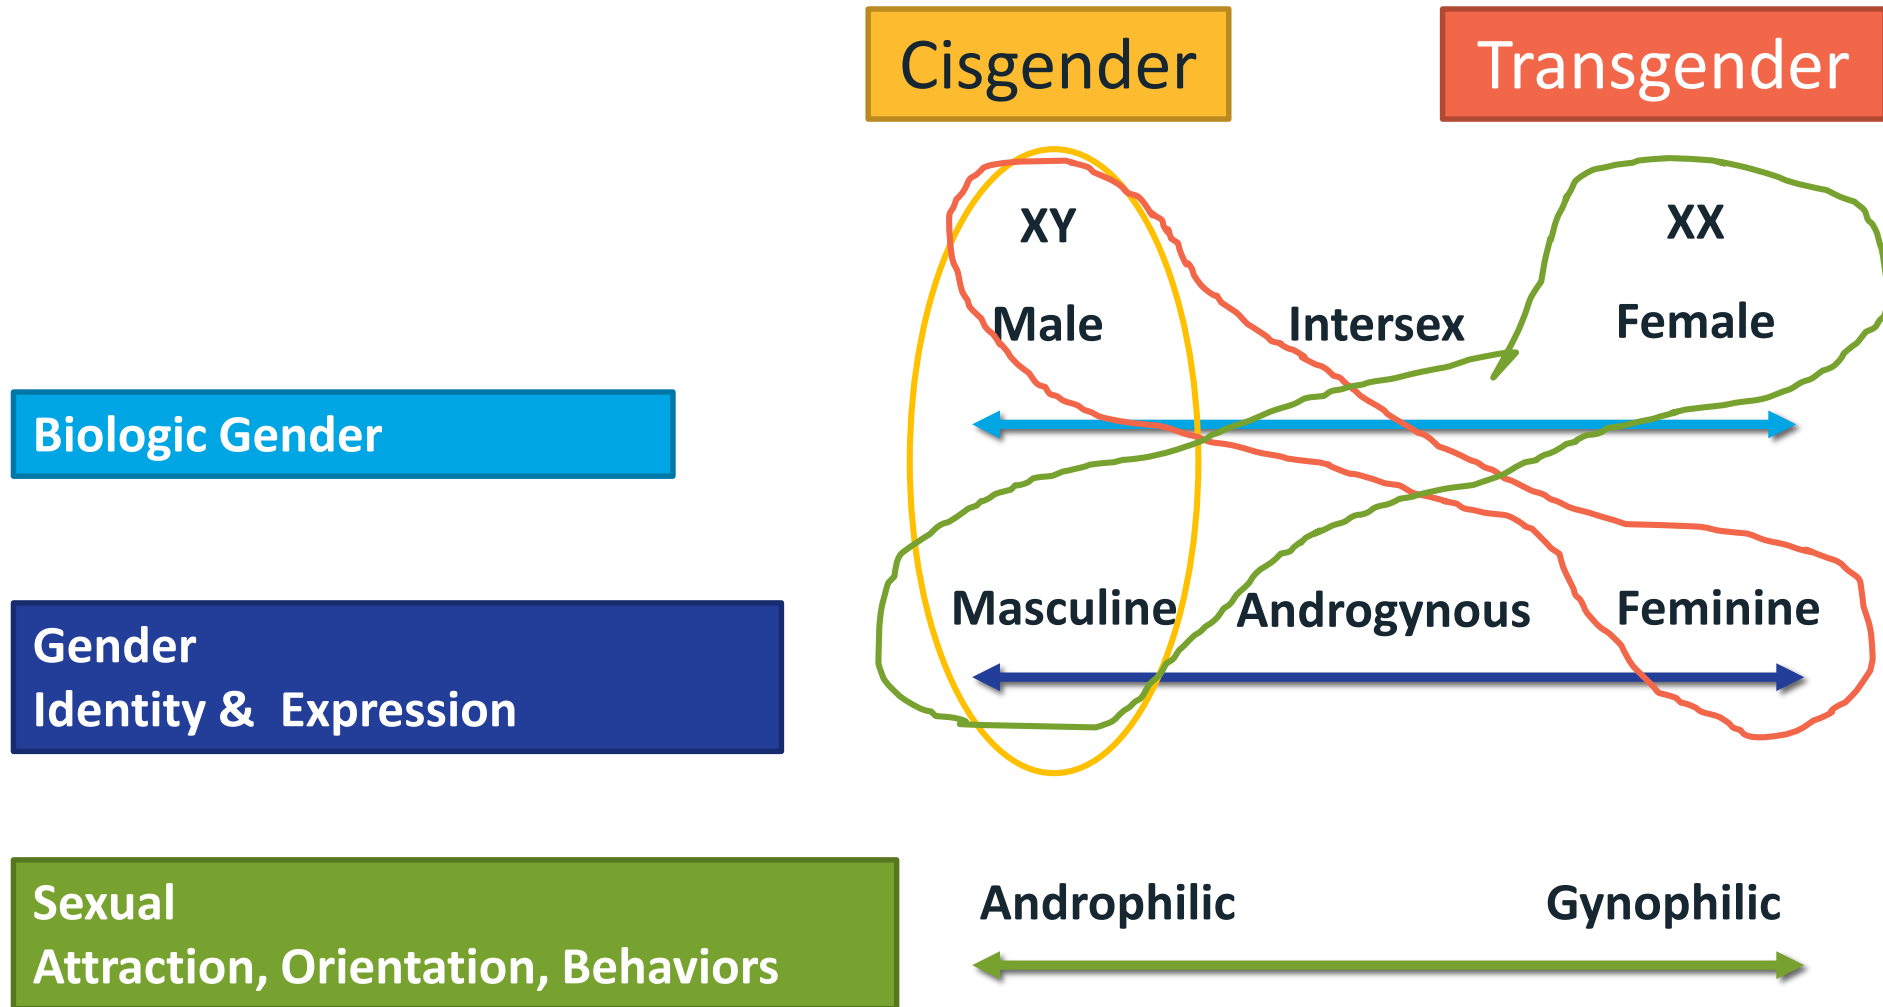 Cisgender
Transgender
XY
XX
Male
Intersex
Female
Biologic Gender
Masculine
Androgynous
Feminine
Gender
Identity &  Expression
Androphilic
Gynophilic
Sexual
Attraction, Orientation, Behaviors